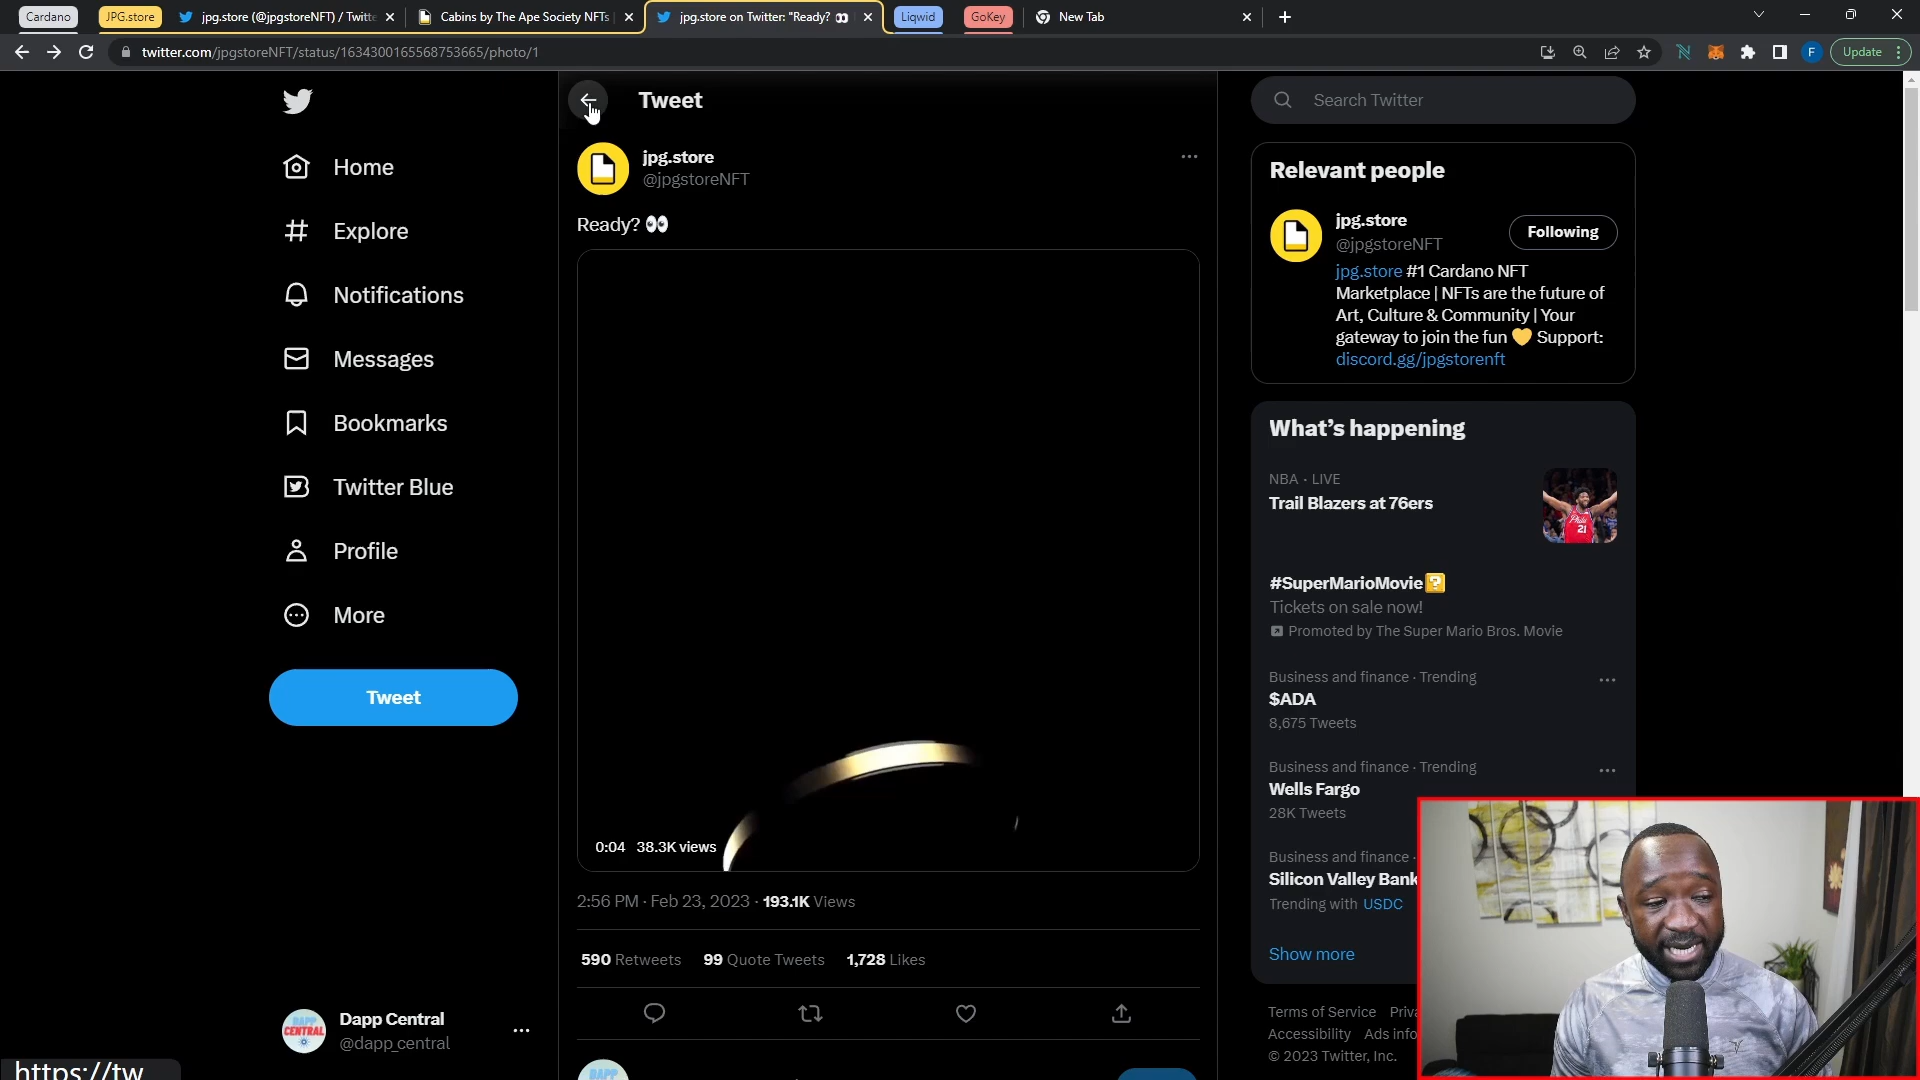 Cardano JPG.store jpg.store (@jpgstoreNFT) / Twitte Cabins by The Ape Society NFTs jpg.store on Twitter: "Ready? 👀 Liqwid GoKey New Tab
twitter.com/jpgstoreNFT/status/1634300165568753665/photo/1
F Update
Home
Explore
Notifications
Messages
Bookmarks
Twitter Blue
Profile
More
Tweet
Dapp Central
@dapp_central
https://tw
Tweet
jpg.store
@jpgstoreNFT
Ready? 👀
0:04 38.3K views
2:56 PM · Feb 23, 2023 · 193.1K Views
590 Retweets 99 Quote Tweets 1,728 Likes
Search Twitter
Relevant people
jpg.store
@jpgstoreNFT
Following
jpg.store #1 Cardano NFT
Marketplace | NFTs are the future of
Art, Culture & Community | Your
gateway to join the fun 💛 Support:
discord.gg/jpgstorenft
What's happening
NBA · LIVE
Trail Blazers at 76ers
#SuperMarioMovie
Tickets on sale now!
Promoted by The Super Mario Bros. Movie
Business and finance · Trending
$ADA
8,675 Tweets
Business and finance · Trending
Wells Fargo
28K Tweets
Business and finance ·
Silicon Valley Bank
Trending with USDC
Show more
Terms of Service Priva
Accessibility Ads info
© 2023 Twitter, Inc.